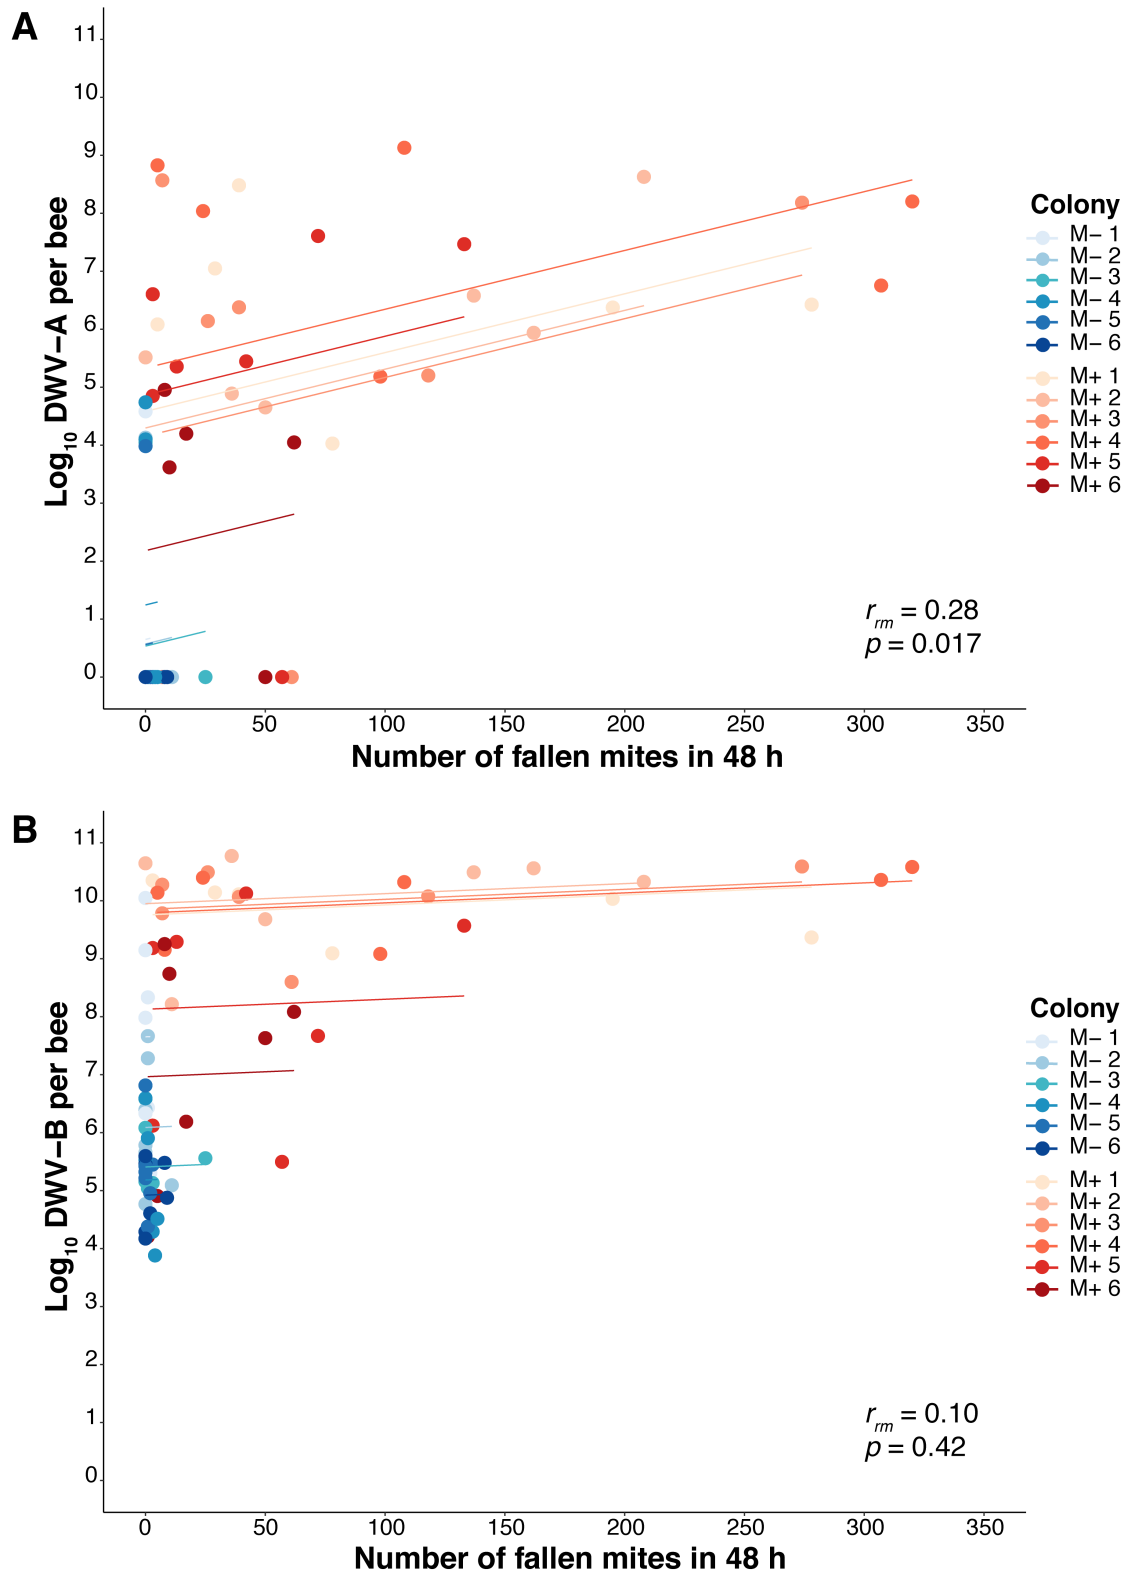 A
11
10
9
8
7
6
5
4
3
2
1
0
Log₁₀ DWV−A per bee
0 50 100 150 200 250 300 350
Number of fallen mites in 48 h
r_rm = 0.28
p = 0.017
Colony
M− 1
M− 2
M− 3
M− 4
M− 5
M− 6
M+ 1
M+ 2
M+ 3
M+ 4
M+ 5
M+ 6
B
11
10
9
8
7
6
5
4
3
2
1
0
Log₁₀ DWV−B per bee
0 50 100 150 200 250 300 350
Number of fallen mites in 48 h
r_rm = 0.10
p = 0.42
Colony
M− 1
M− 2
M− 3
M− 4
M− 5
M− 6
M+ 1
M+ 2
M+ 3
M+ 4
M+ 5
M+ 6